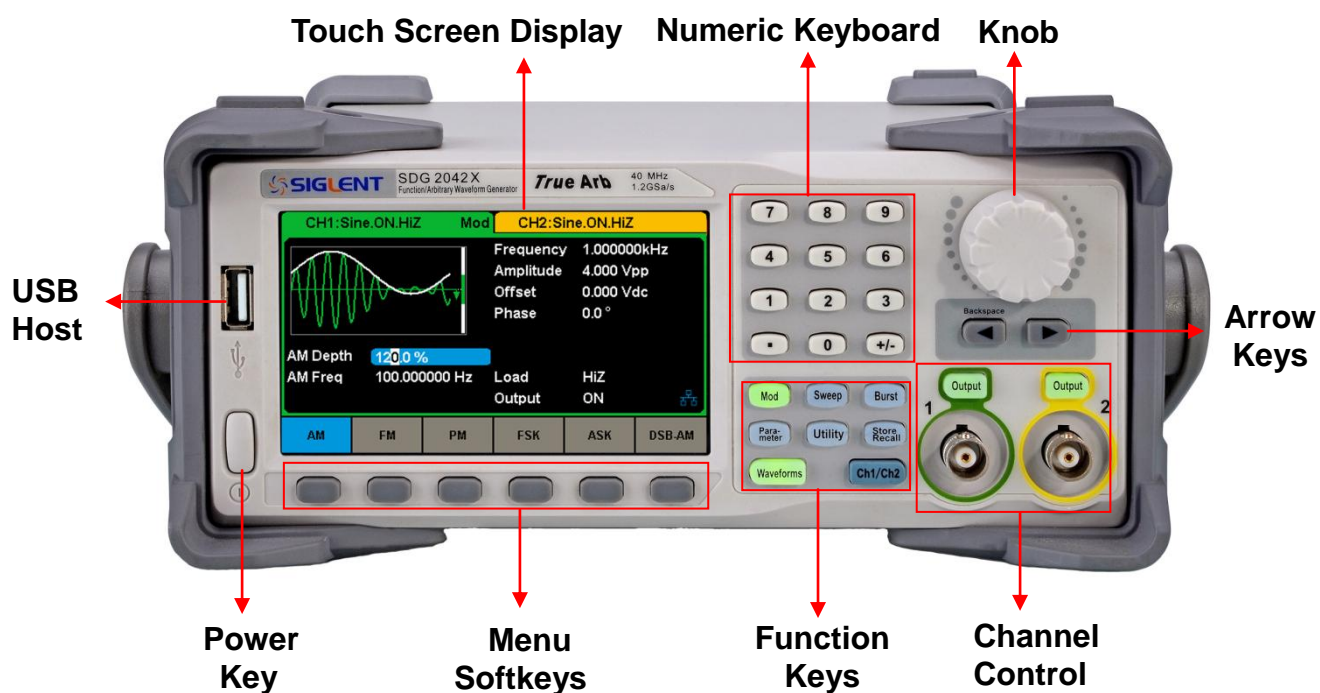 Touch Screen Display
Numeric Keyboard
Knob
SIGLENT
SDG 2042X
Function/Arbitrary Waveform Generator
True Arb
40 MHz
1.2GSa/s
CH1:Sine.ON.HiZ Mod
CH2:Sine.ON.HiZ
Frequency 1.000000kHz
Amplitude 4.000 Vpp
Offset 0.000 Vdc
Phase 0.0 °
AM Depth 120.0 %
AM Freq 100.000000 Hz
Load HiZ
Output ON
AM FM PM FSK ASK DSB-AM
7 8 9
4 5 6
1 2 3
. 0 +/-
Mod Sweep Burst
Para-
meter
Utility
Store
Recall
Waveforms
Ch1/Ch2
Backspace
Output
Output
1
2
USB
Host
Arrow
Keys
Power
Key
Menu
Softkeys
Function
Keys
Channel
Control